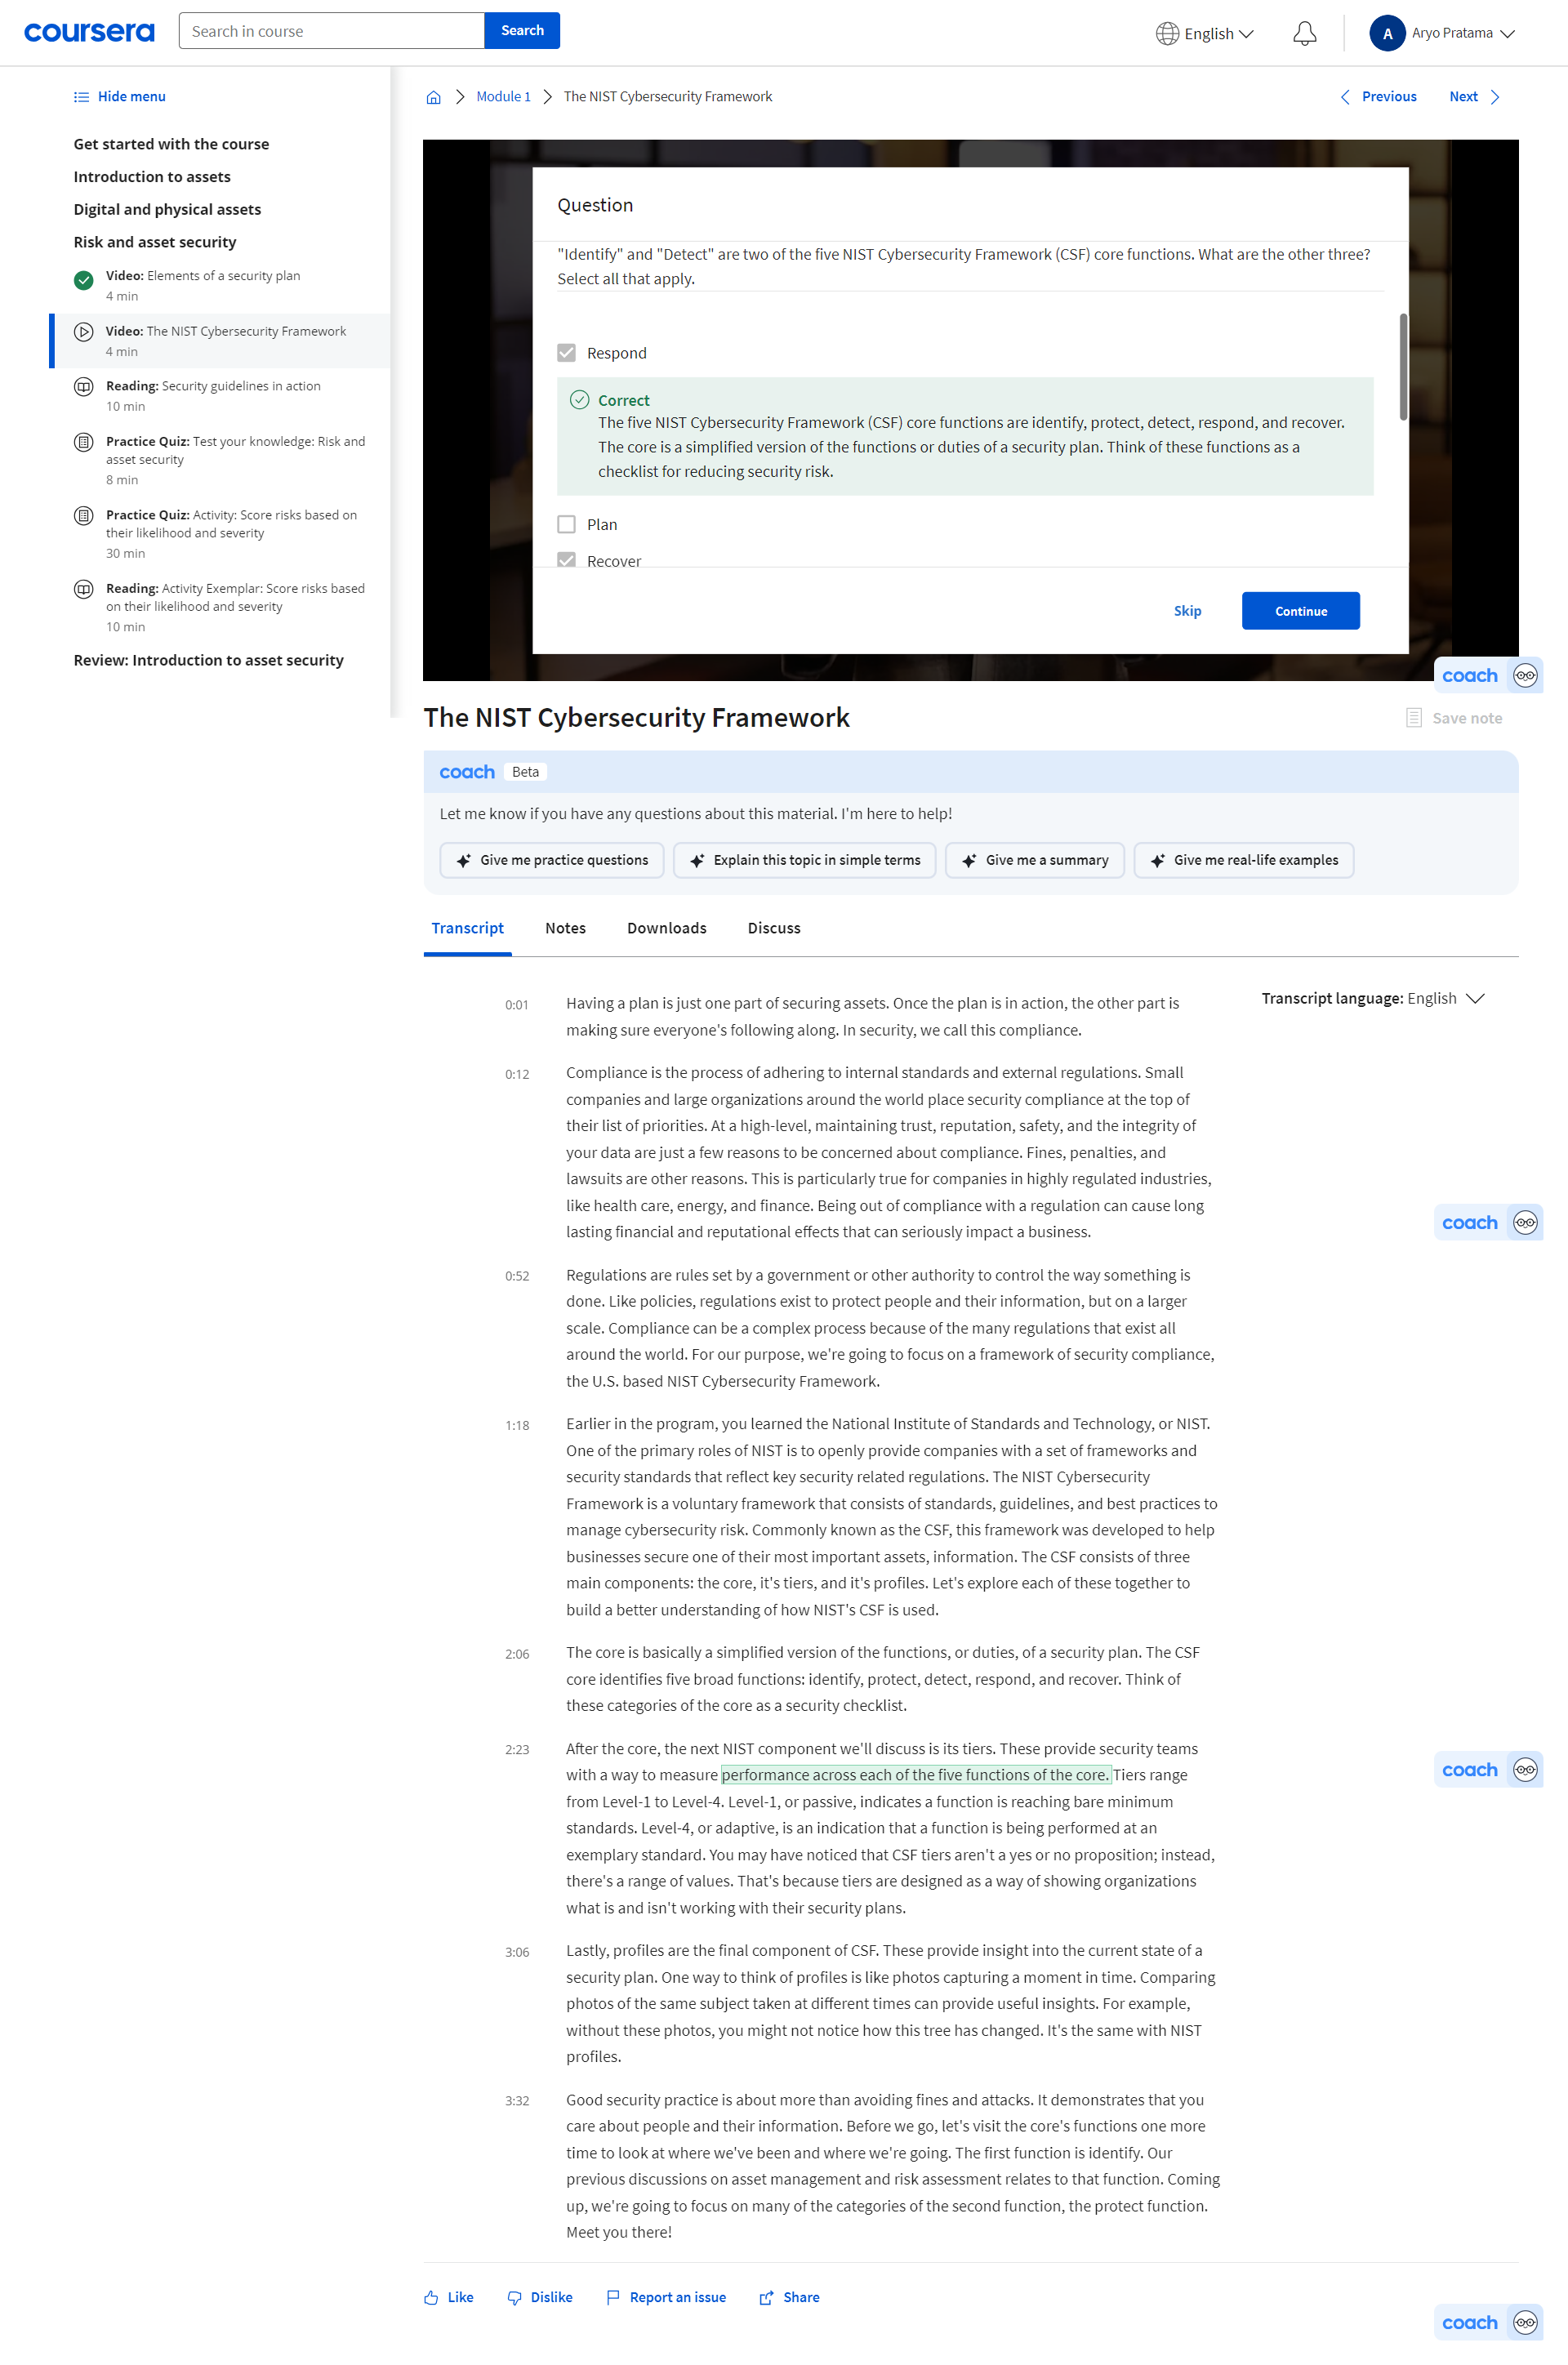 coursera
Search in course
Search
English
A
Aryo Pratama
Hide menu
Get started with the course
Introduction to assets
Digital and physical assets
Risk and asset security
Video: Elements of a security plan
4 min
Video: The NIST Cybersecurity Framework
4 min
Reading: Security guidelines in action
10 min
Practice Quiz: Test your knowledge: Risk and
asset security
8 min
Practice Quiz: Activity: Score risks based on
their likelihood and severity
30 min
Reading: Activity Exemplar: Score risks based
on their likelihood and severity
10 min
Review: Introduction to asset security
Module 1
The NIST Cybersecurity Framework
Previous
Next
Question
"Identify" and "Detect" are two of the five NIST Cybersecurity Framework (CSF) core functions. What are the other three?
Select all that apply.
Respond
Correct
The five NIST Cybersecurity Framework (CSF) core functions are identify, protect, detect, respond, and recover.
The core is a simplified version of the functions or duties of a security plan. Think of these functions as a
checklist for reducing security risk.
Plan
Recover
Skip
Continue
coach
The NIST Cybersecurity Framework
Save note
coach Beta
Let me know if you have any questions about this material. I'm here to help!
Give me practice questions
Explain this topic in simple terms
Give me a summary
Give me real-life examples
Transcript
Notes
Downloads
Discuss
Transcript language: English
0:01
Having a plan is just one part of securing assets. Once the plan is in action, the other part is
making sure everyone's following along. In security, we call this compliance.
0:12
Compliance is the process of adhering to internal standards and external regulations. Small
companies and large organizations around the world place security compliance at the top of
their list of priorities. At a high-level, maintaining trust, reputation, safety, and the integrity of
your data are just a few reasons to be concerned about compliance. Fines, penalties, and
lawsuits are other reasons. This is particularly true for companies in highly regulated industries,
like health care, energy, and finance. Being out of compliance with a regulation can cause long
lasting financial and reputational effects that can seriously impact a business.
coach
0:52
Regulations are rules set by a government or other authority to control the way something is
done. Like policies, regulations exist to protect people and their information, but on a larger
scale. Compliance can be a complex process because of the many regulations that exist all
around the world. For our purpose, we're going to focus on a framework of security compliance,
the U.S. based NIST Cybersecurity Framework.
1:18
Earlier in the program, you learned the National Institute of Standards and Technology, or NIST.
One of the primary roles of NIST is to openly provide companies with a set of frameworks and
security standards that reflect key security related regulations. The NIST Cybersecurity
Framework is a voluntary framework that consists of standards, guidelines, and best practices to
manage cybersecurity risk. Commonly known as the CSF, this framework was developed to help
businesses secure one of their most important assets, information. The CSF consists of three
main components: the core, it's tiers, and it's profiles. Let's explore each of these together to
build a better understanding of how NIST's CSF is used.
2:06
The core is basically a simplified version of the functions, or duties, of a security plan. The CSF
core identifies five broad functions: identify, protect, detect, respond, and recover. Think of
these categories of the core as a security checklist.
2:23
After the core, the next NIST component we'll discuss is its tiers. These provide security teams
with a way to measure performance across each of the five functions of the core. Tiers range
from Level-1 to Level-4. Level-1, or passive, indicates a function is reaching bare minimum
standards. Level-4, or adaptive, is an indication that a function is being performed at an
exemplary standard. You may have noticed that CSF tiers aren't a yes or no proposition; instead,
there's a range of values. That's because tiers are designed as a way of showing organizations
what is and isn't working with their security plans.
coach
3:06
Lastly, profiles are the final component of CSF. These provide insight into the current state of a
security plan. One way to think of profiles is like photos capturing a moment in time. Comparing
photos of the same subject taken at different times can provide useful insights. For example,
without these photos, you might not notice how this tree has changed. It's the same with NIST
profiles.
3:32
Good security practice is about more than avoiding fines and attacks. It demonstrates that you
care about people and their information. Before we go, let's visit the core's functions one more
time to look at where we've been and where we're going. The first function is identify. Our
previous discussions on asset management and risk assessment relates to that function. Coming
up, we're going to focus on many of the categories of the second function, the protect function.
Meet you there!
Like
Dislike
Report an issue
Share
coach